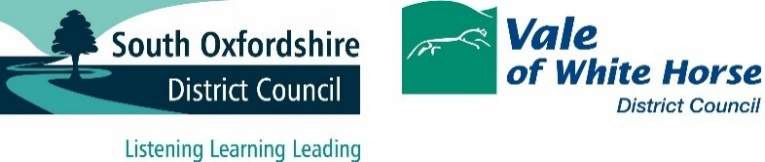 South Oxfordshire
District Council
Listening Learning Leading
Vale
of White Horse
District Council